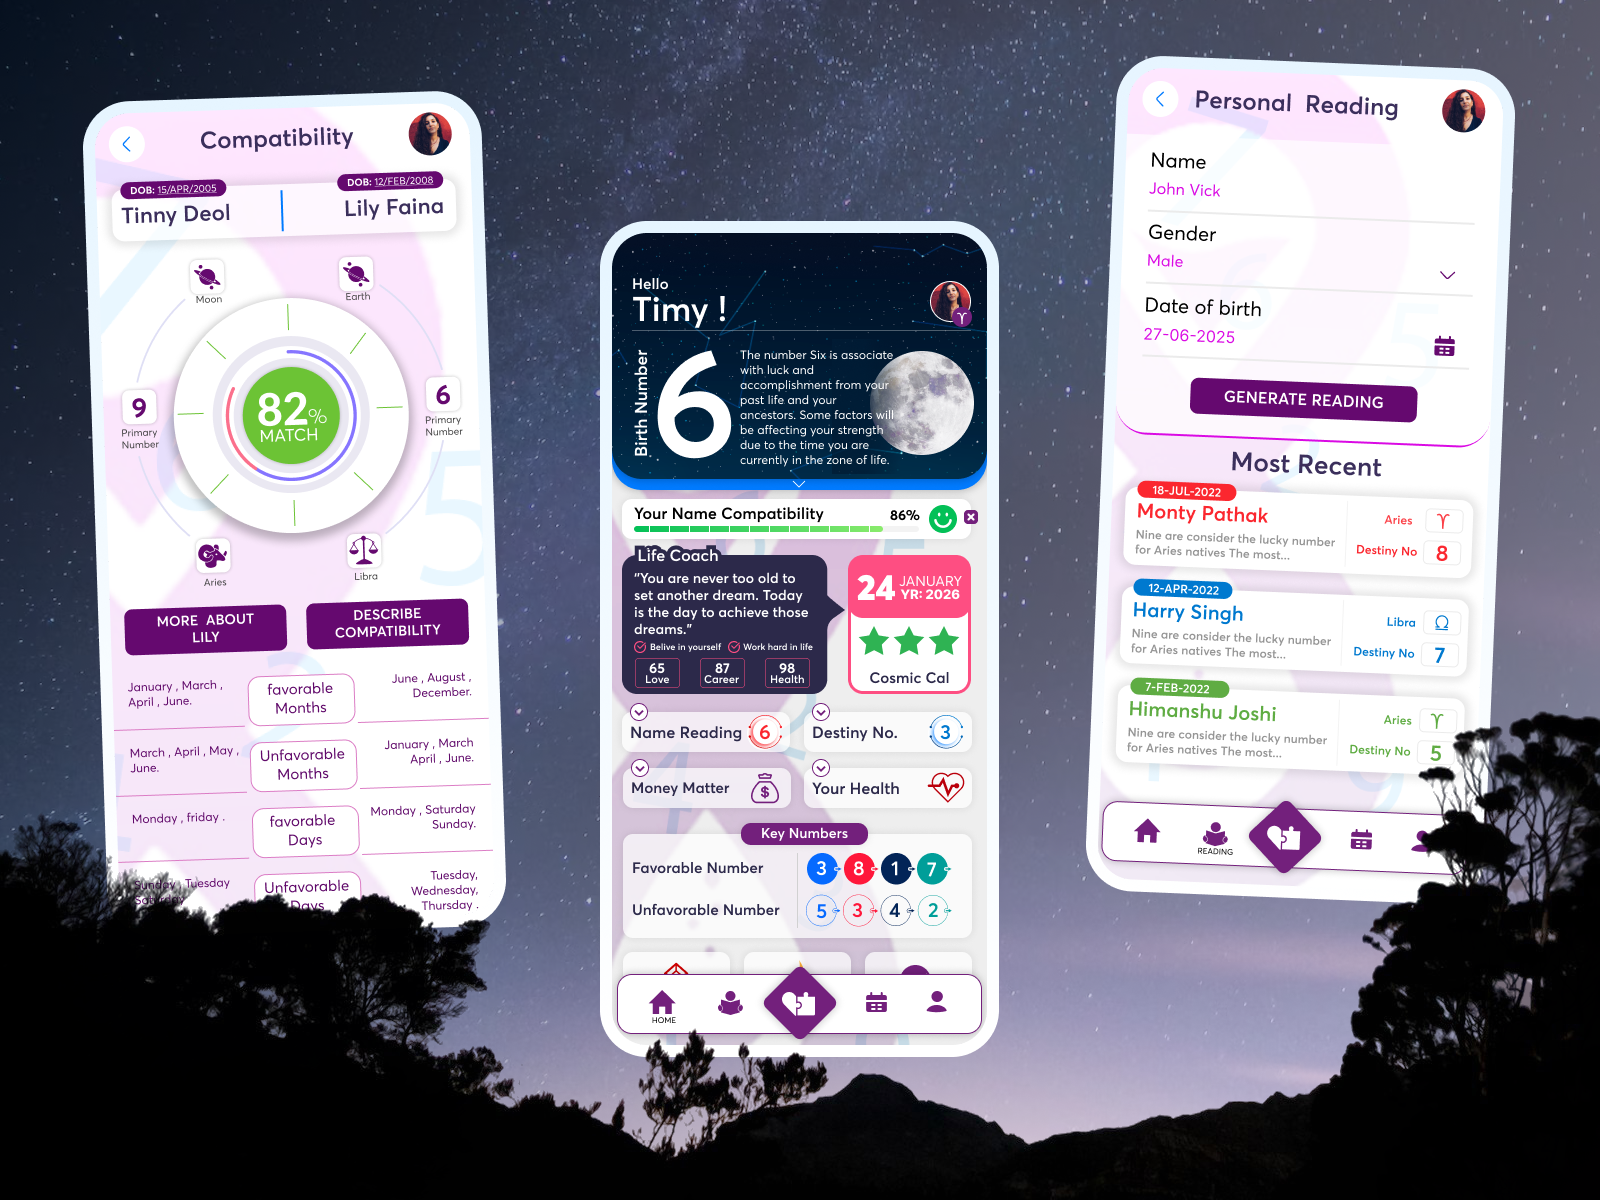 Compatibility
DOB: 15/APR/2005
DOB: 12/FEB/2008
Tinny Deol
Lily Faina
Moon
Earth
9
Primary
Number
6
Primary
Number
82%
MATCH
Aries
Libra
MORE ABOUT
LILY
DESCRIBE
COMPATIBILITY
January , March ,
April , June.
favorable
Months
June , August ,
December.
March , April , May ,
June.
Unfavorable
Months
January , March
April , June.
Monday , friday .
favorable
Days
Monday , Saturday
Sunday.
Sunday , Tuesday
Saturday
Unfavorable
Days
Tuesday,
Wednesday,
Thursday .
Hello
Timy !
Birth Number
6
The number Six is associate
with luck and
accomplishment from your
past life and your
ancestors. Some factors will
be affecting your strength
due to the time you are
currently in the zone of life.
Your Name Compatibility
86%
Life Coach
"You are never too old to
set another dream. Today
is the day to achieve those
dreams."
Belive in yourself
Work hard in life
65
Love
87
Career
98
Health
24 JANUARY
YR: 2026
Cosmic Cal
Name Reading 6
Destiny No. 3
Money Matter
Your Health
Key Numbers
Favorable Number 3 8 1 7
Unfavorable Number 5 3 4 2
HOME
Personal Reading
Name
John Vick
Gender
Male
Date of birth
27-06-2025
GENERATE READING
Most Recent
18-JUL-2022
Monty Pathak
Nine are consider the lucky number
for Aries natives The most...
Aries
Destiny No 8
12-APR-2022
Harry Singh
Nine are consider the lucky number
for Aries natives The most...
Libra
Destiny No 7
7-FEB-2022
Himanshu Joshi
Nine are consider the lucky number
for Aries natives The most...
Aries
Destiny No 5
READING